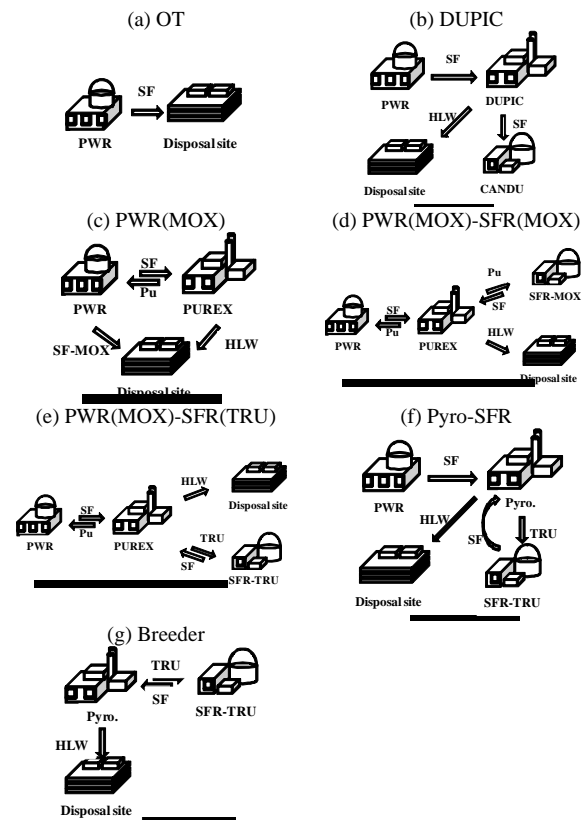 (a) OT
SF
PWR
Disposal site
(b) DUPIC
SF
PWR
DUPIC
HLW
SF
Disposal site
CANDU
(c) PWR(MOX)
SF
Pu
PWR
PUREX
SF-MOX
HLW
Disposal site
(d) PWR(MOX)-SFR(MOX)
Pu
SFR-MOX
SF
SF
Pu
PWR
PUREX
HLW
Disposal site
(e) PWR(MOX)-SFR(TRU)
HLW
Disposal site
SF
Pu
PWR
PUREX
TRU
SF
SFR-TRU
(f) Pyro-SFR
SF
PWR
Pyro.
HLW
SF
TRU
Disposal site
SFR-TRU
(g) Breeder
TRU
SF
Pyro.
SFR-TRU
HLW
Disposal site